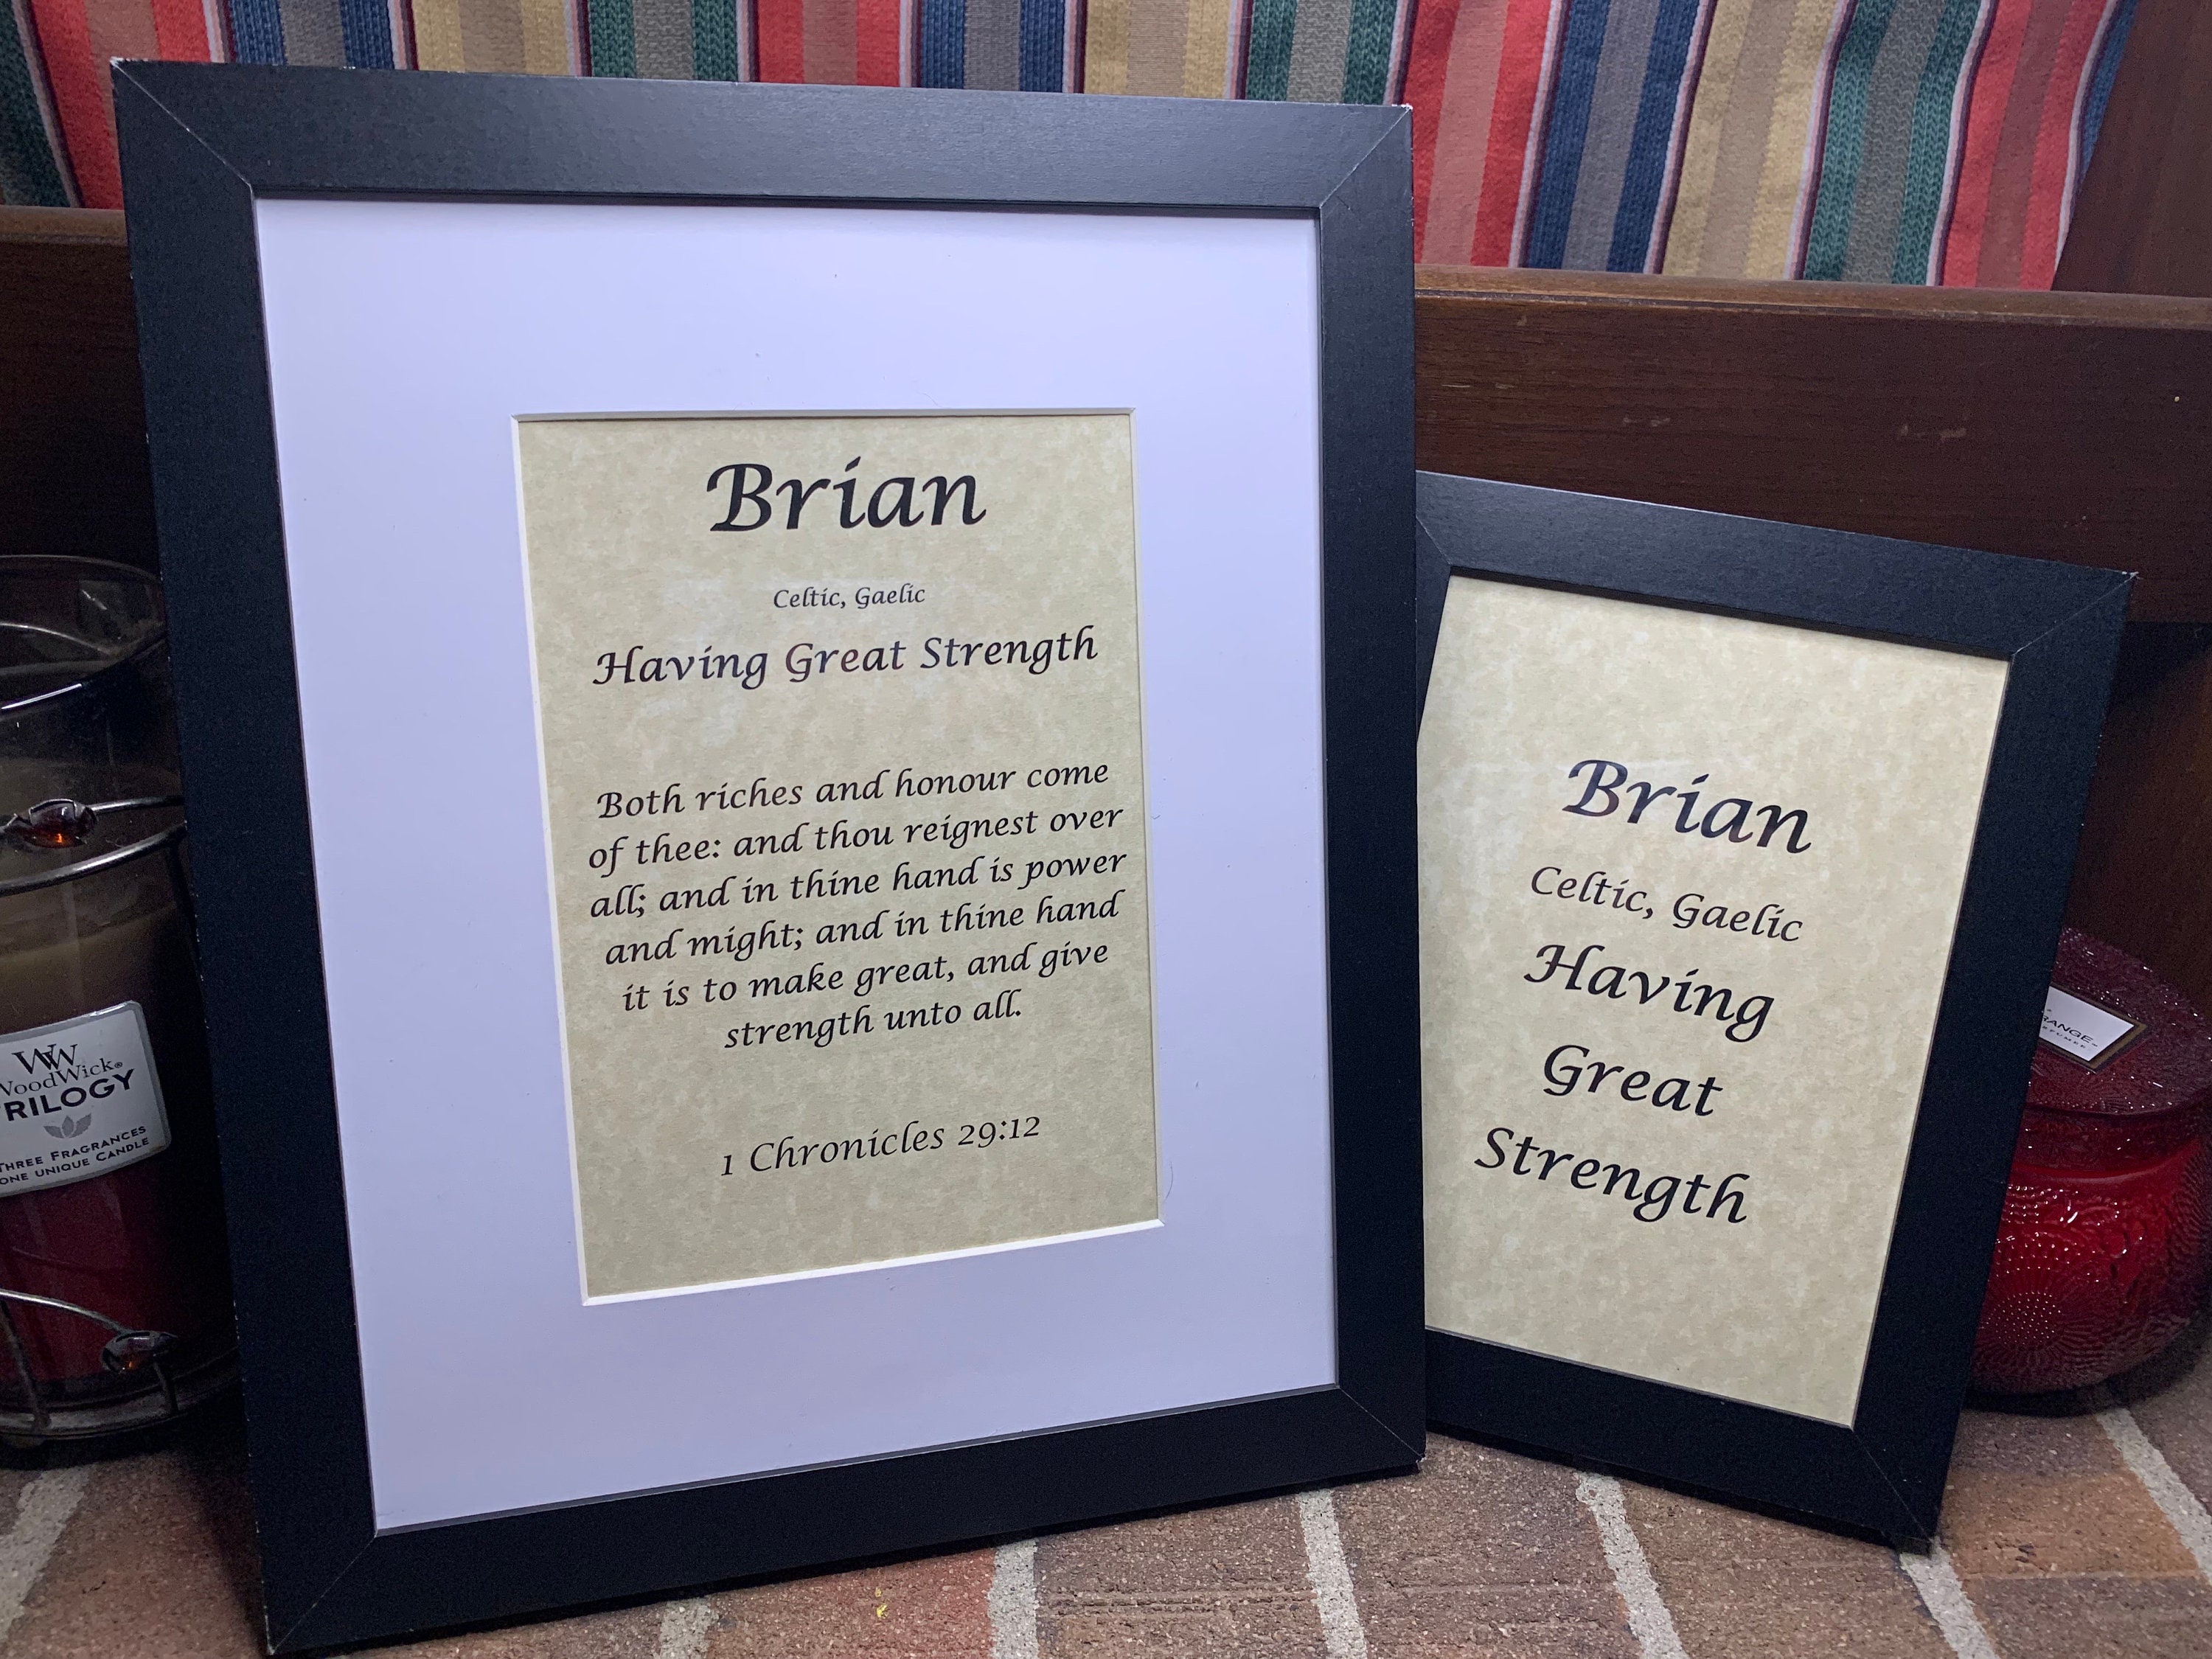 Brian
Celtic, Gaelic
Having Great Strength
Both riches and honour come
of thee: and thou reignest over
all; and in thine hand is power
and might; and in thine hand
it is to make great, and give
strength unto all.
1 Chronicles 29:12
Brian
Celtic, Gaelic
Having
Great
Strength
WW
WoodWick®
TRILOGY
THREE FRAGRANCES
ONE UNIQUE CANDLE